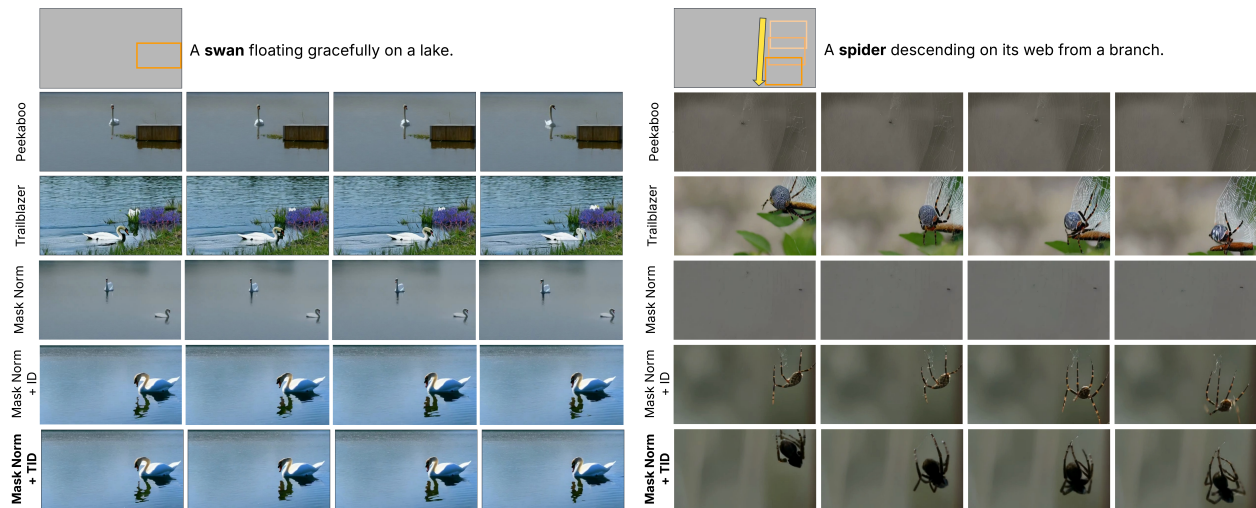 A swan floating gracefully on a lake.
Peekaboo
Trailblazer
Mask Norm
Mask Norm
+ ID
Mask Norm
+ TID
A spider descending on its web from a branch.
Peekaboo
Trailblazer
Mask Norm
Mask Norm
+ ID
Mask Norm
+ TID